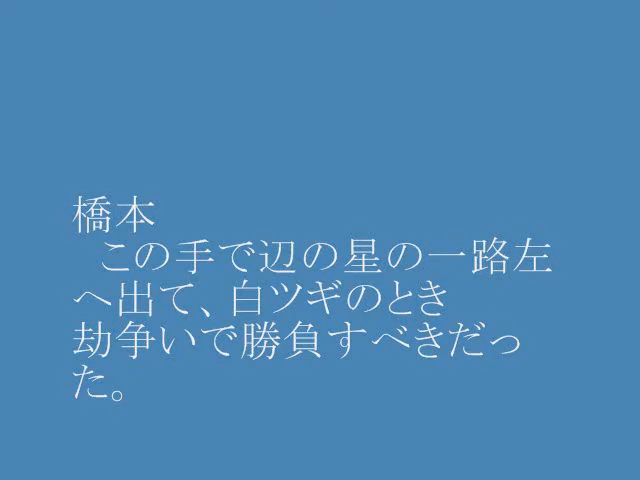 橋本
　この手で辺の星の一路左
へ出て、白ツギのとき
劫争いで勝負すべきだっ
た。